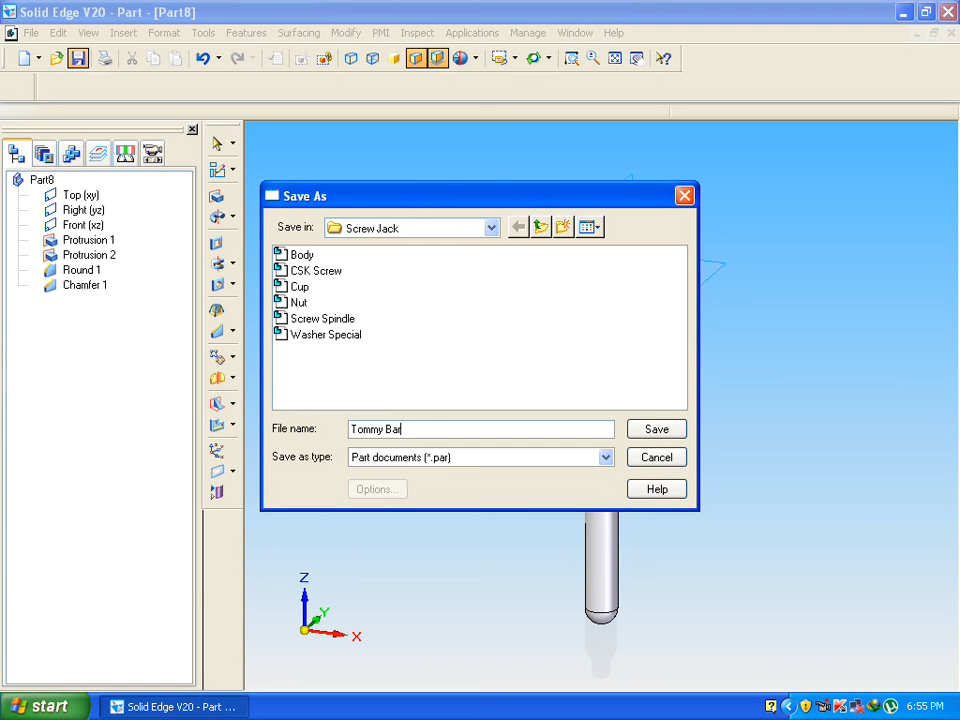 Solid Edge V20 - Part - [Part8]
File Edit View Insert Format Tools Features Surfacing Modify PMI Inspect Applications Manage Window Help
Part8
Top (xy)
Right (yz)
Front (xz)
Protrusion 1
Protrusion 2
Round 1
Chamfer 1
Save As
Save in: Screw Jack
Body
CSK Screw
Cup
Nut
Screw Spindle
Washer Special
File name: Tommy Bar Save
Save as type: Part documents (*.par) Cancel
Options... Help
Z
Y
X
start Solid Edge V20 - Part ... 6:55 PM